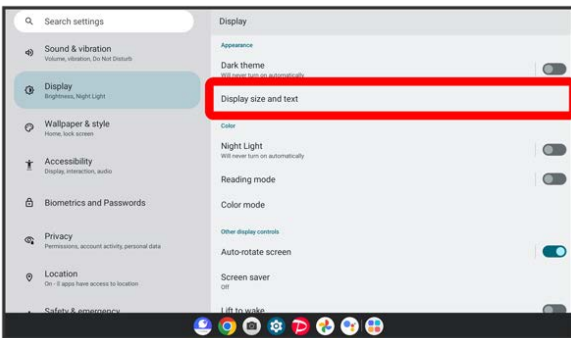 Search settings
Sound & vibration
Volume, vibration, Do Not Disturb
Display
Brightness, Night Light
Wallpaper & style
Home, lock screen
Accessibility
Display, interaction, audio
Biometrics and Passwords
Privacy
Permissions, account activity, personal data
Location
On - 0 apps have access to location
Safety & emergency
Display
Appearance
Dark theme
Will never turn on automatically
Display size and text
Color
Night Light
Will never turn on automatically
Reading mode
Color mode
Other display controls
Auto-rotate screen
Screen saver
Off
Lift to wake